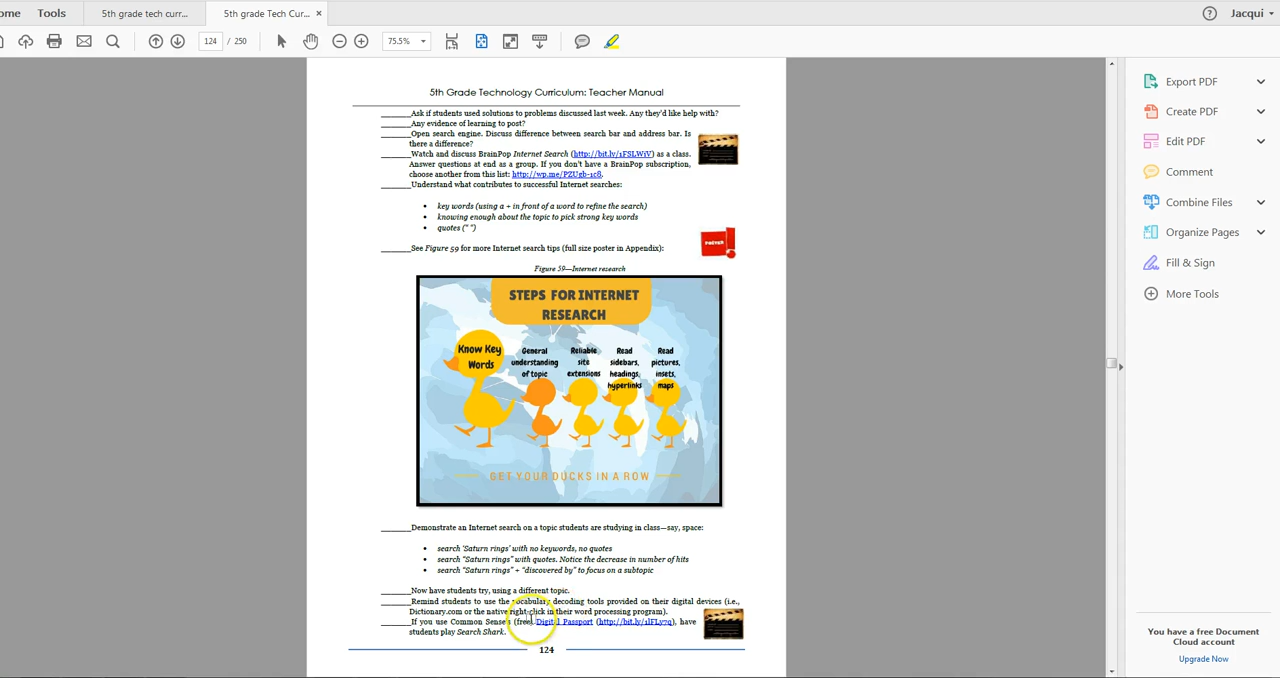 ome Tools 5th grade tech curr... 5th grade Tech Cur... × Jacqui
124 / 250 75.5%
5th Grade Technology Curriculum: Teacher Manual
Ask if students used solutions to problems discussed last week. Any they'd like help with?
Any evidence of learning to post?
Open search engine. Discuss difference between search bar and address bar. Is
there a difference?
Watch and discuss BrainPop Internet Search (http://bit.ly/1FSLWiV) as a class.
Answer questions at end as a group. If you don't have a BrainPop subscription,
choose another from this list: http://wp.me/PZUgb-1c8.
Understand what contributes to successful Internet searches:
• key words (using a + in front of a word to refine the search)
• knowing enough about the topic to pick strong key words
• quotes (" ")
POSTER
See Figure 59 for more Internet search tips (full size poster in Appendix):
Figure 59—Internet research
STEPS FOR INTERNET
RESEARCH
Know Key
Words
General
understanding
of topic
Reliable
site
extensions
Read
sidebars,
headings,
hyperlinks
Read
pictures,
insets,
maps
GET YOUR DUCKS IN A ROW
Demonstrate an Internet search on a topic students are studying in class—say, space:
• search 'Saturn rings' with no keywords, no quotes
• search "Saturn rings" with quotes. Notice the decrease in number of hits
• search "Saturn rings" + "discovered by" to focus on a subtopic
Now have students try, using a different topic.
Remind students to use the vocabulary decoding tools provided on their digital devices (i.e.,
Dictionary.com or the native right click in their word processing program).
If you use Common Sense's (free) Digital Passport (http://bit.ly/1lFLy7q), have
students play Search Shark.
124
Export PDF
Create PDF
Edit PDF
Comment
Combine Files
Organize Pages
Fill & Sign
More Tools
You have a free Document
Cloud account
Upgrade Now